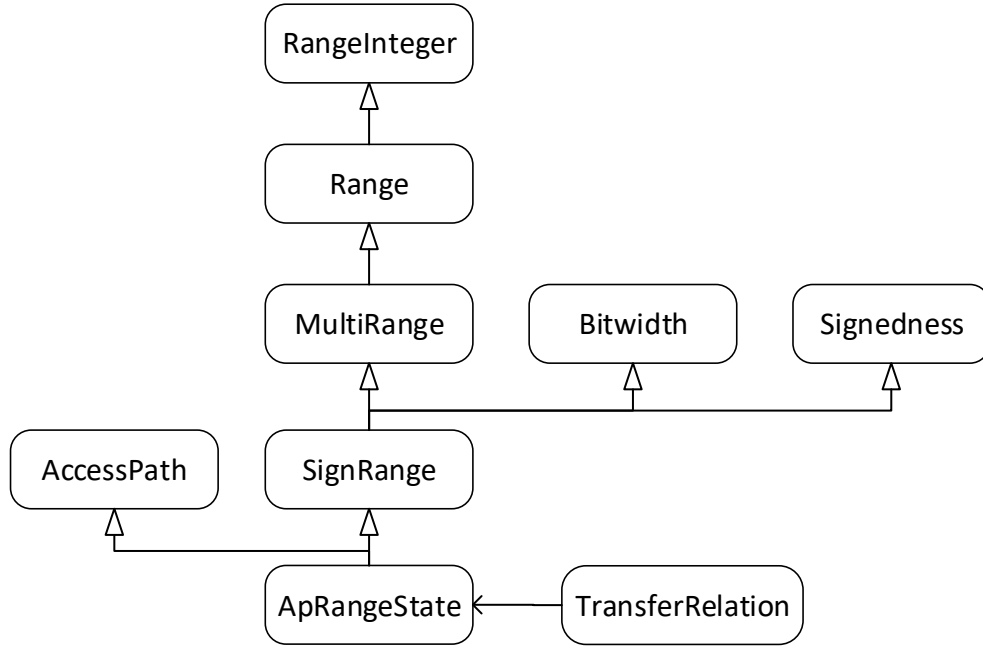 RangeInteger
Range
MultiRange
Bitwidth
Signedness
AccessPath
SignRange
ApRangeState
TransferRelation